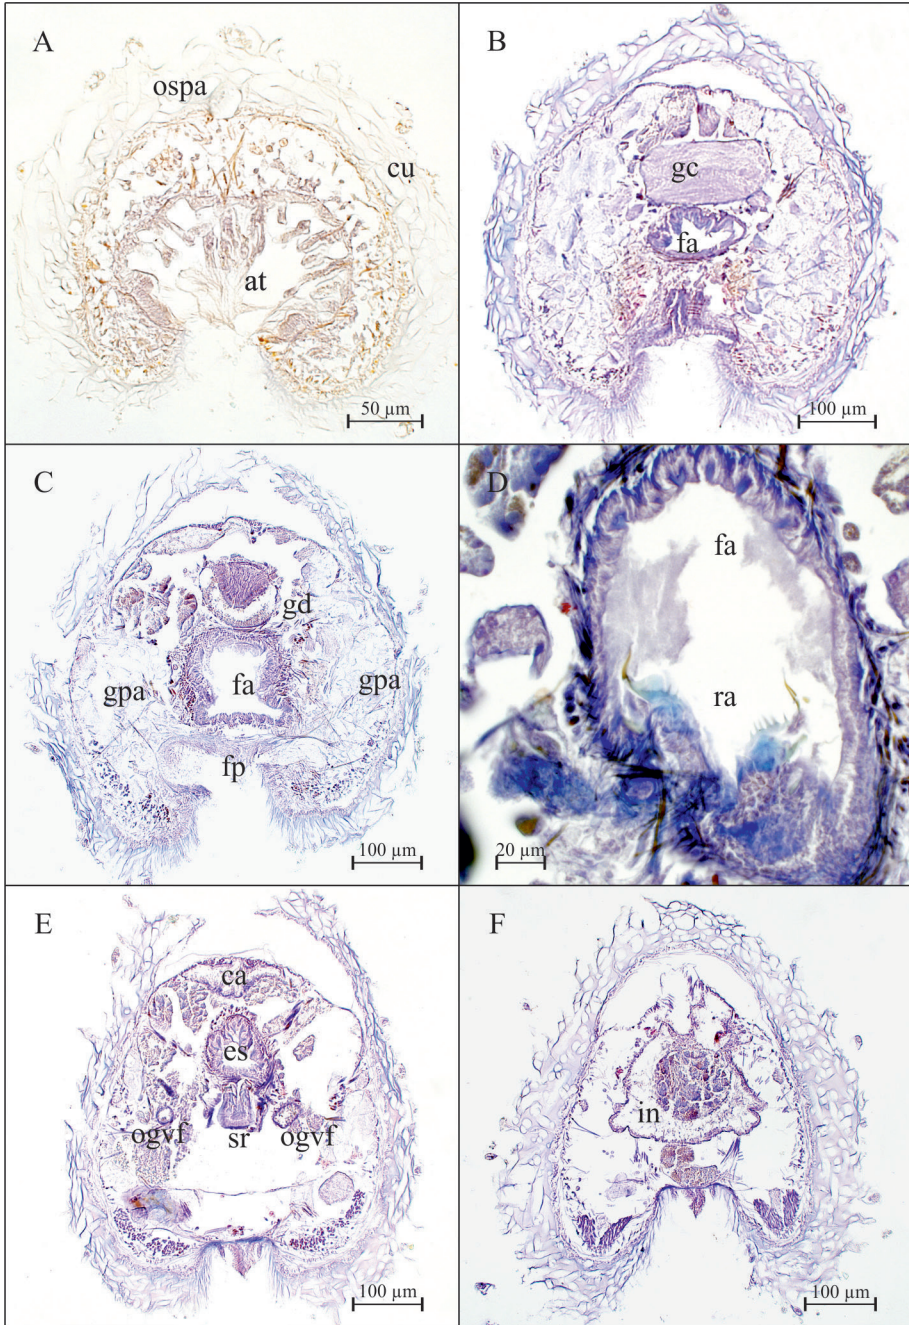 A
ospa
cu
at
50 µm
B
gc
fa
100 µm
C
gd
gpa
fa
gpa
fp
100 µm
D
fa
ra
20 µm
E
ca
es
ogvf
sr
ogvf
100 µm
F
in
100 µm